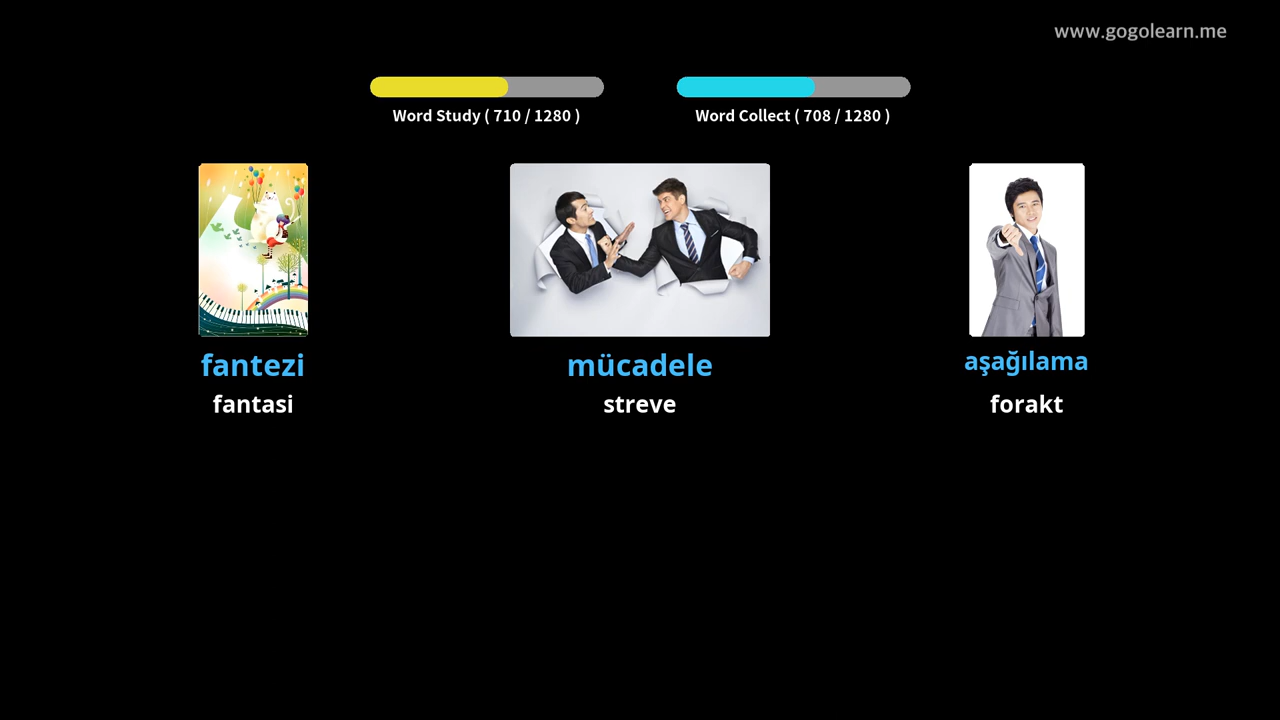 www.gogolearn.me
Word Study ( 710 / 1280 )
Word Collect ( 708 / 1280 )
fantezi
fantasi
mücadele
streve
aşağılama
forakt